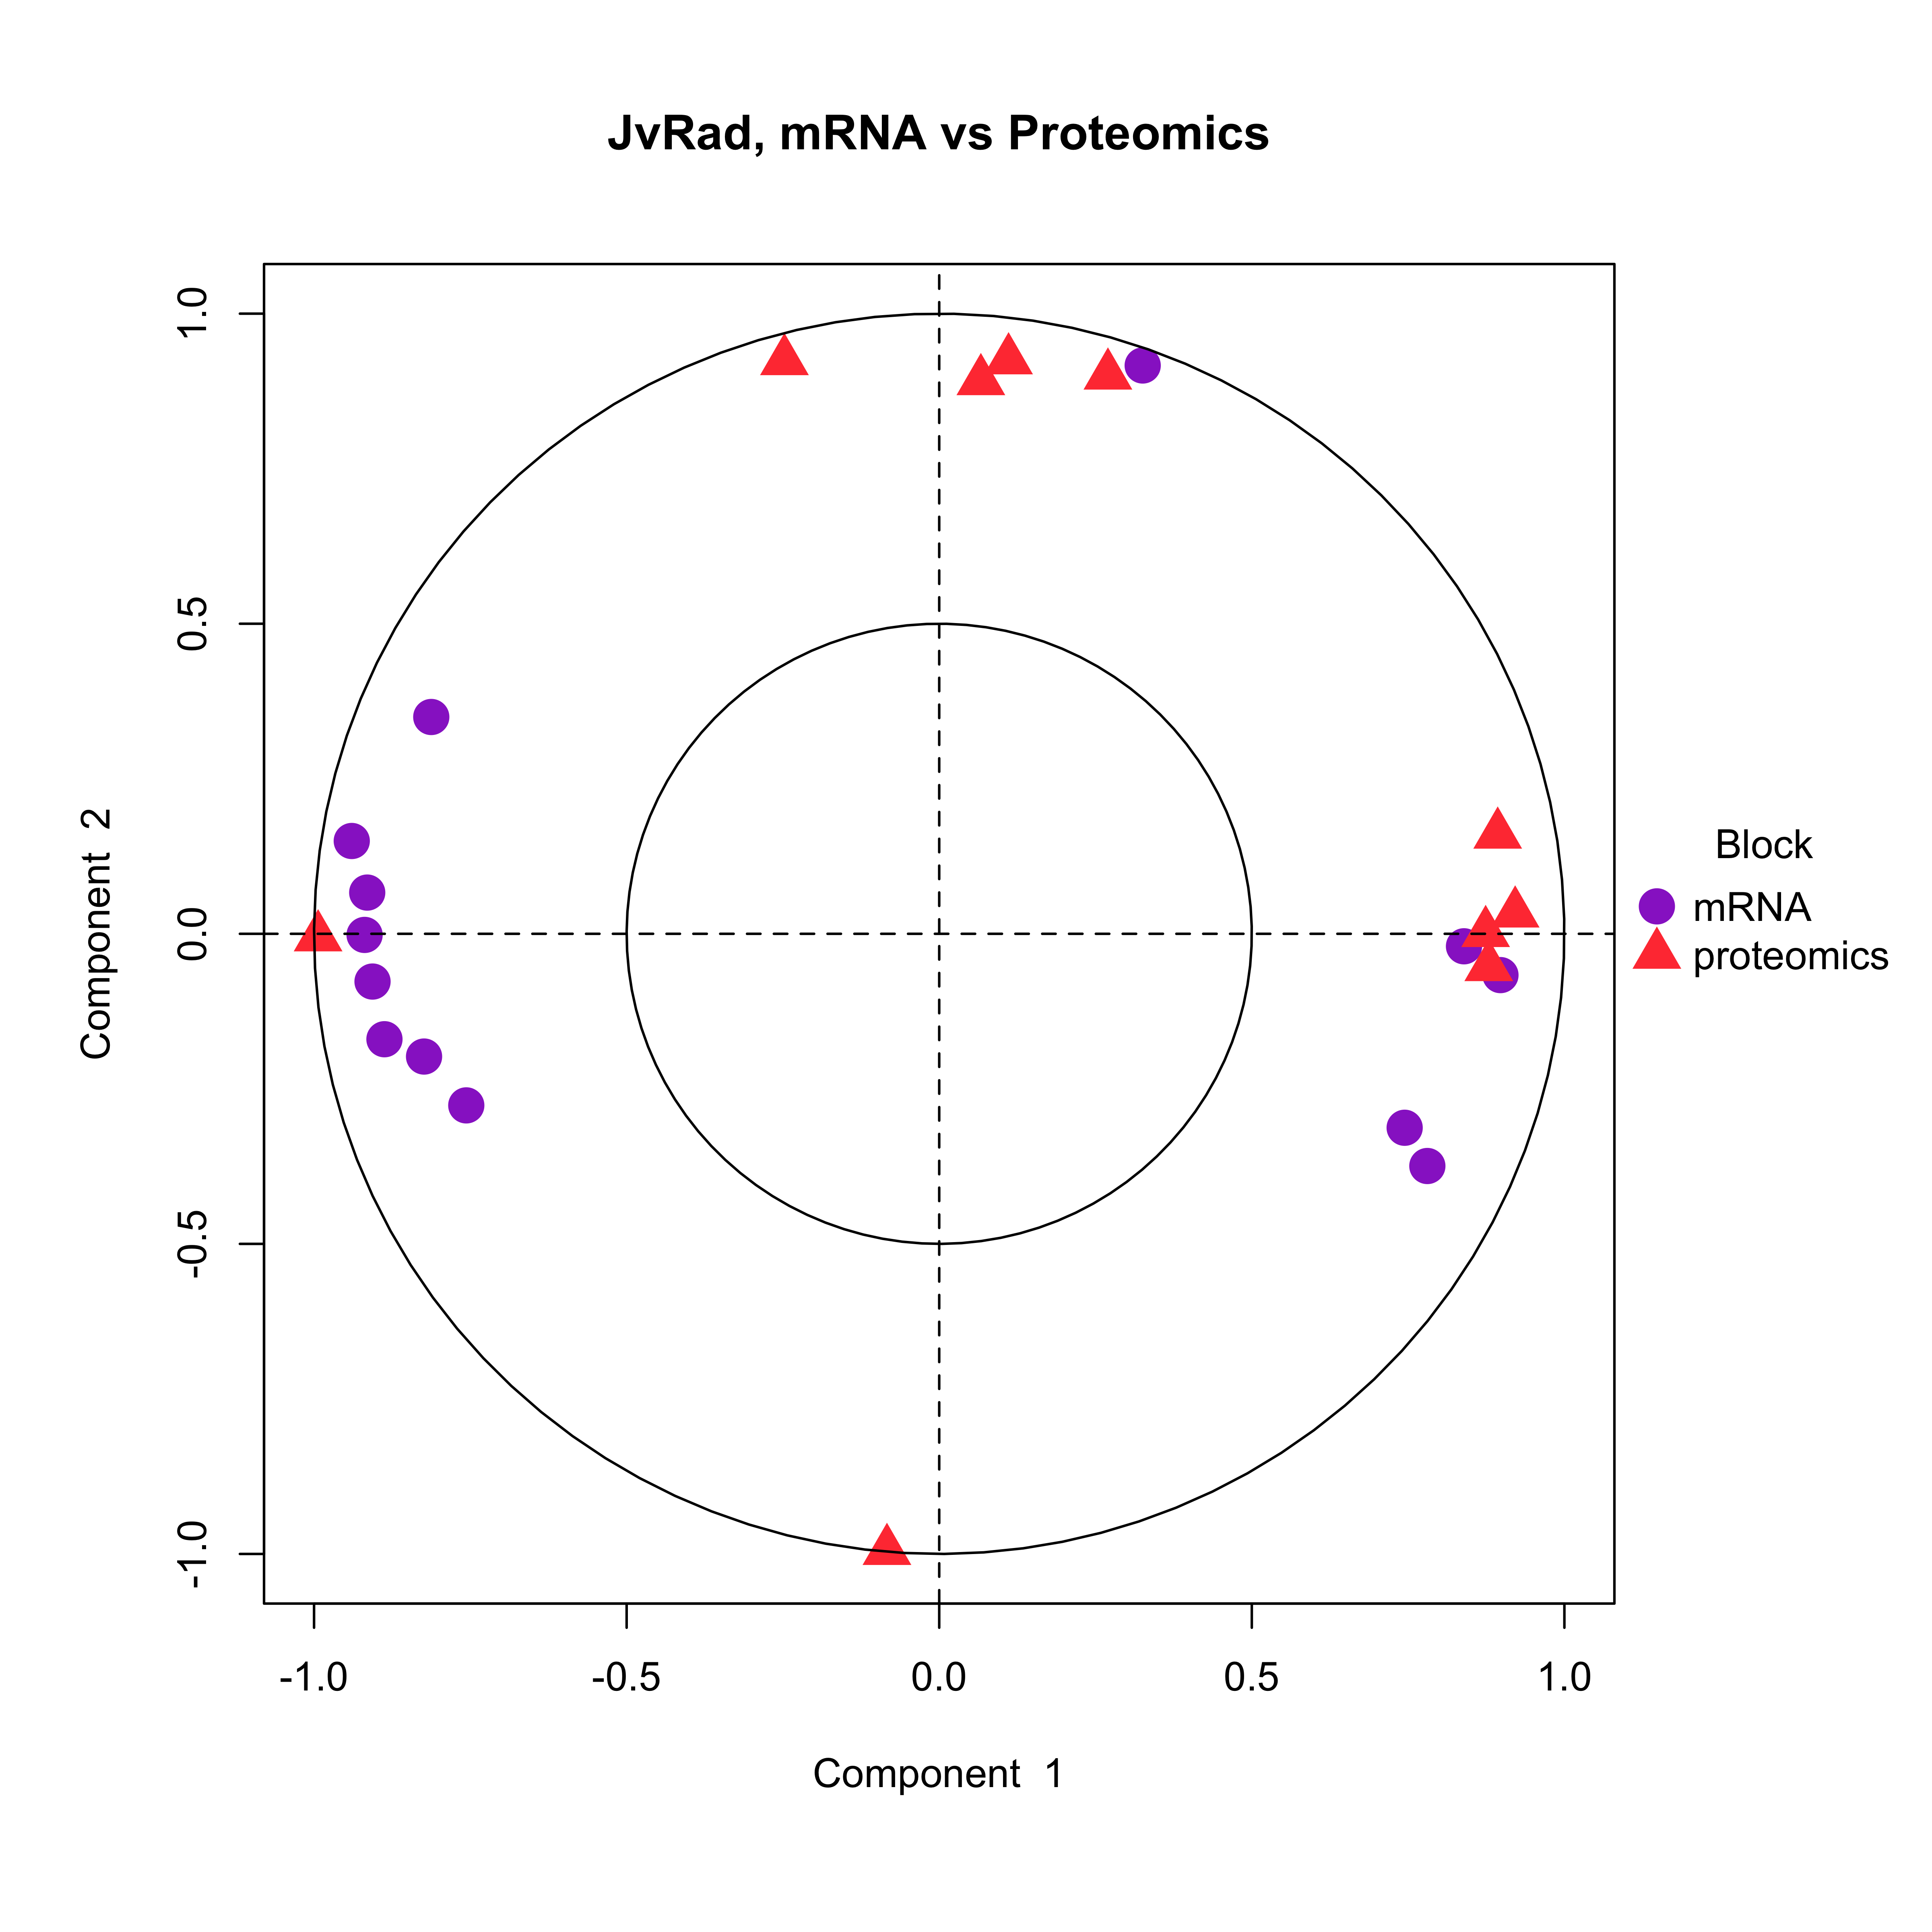 JvRad, mRNA vs Proteomics
1.0
0.5
0.0
-0.5
-1.0
Component 2
-1.0 -0.5 0.0 0.5 1.0
Component 1
Block
mRNA
proteomics